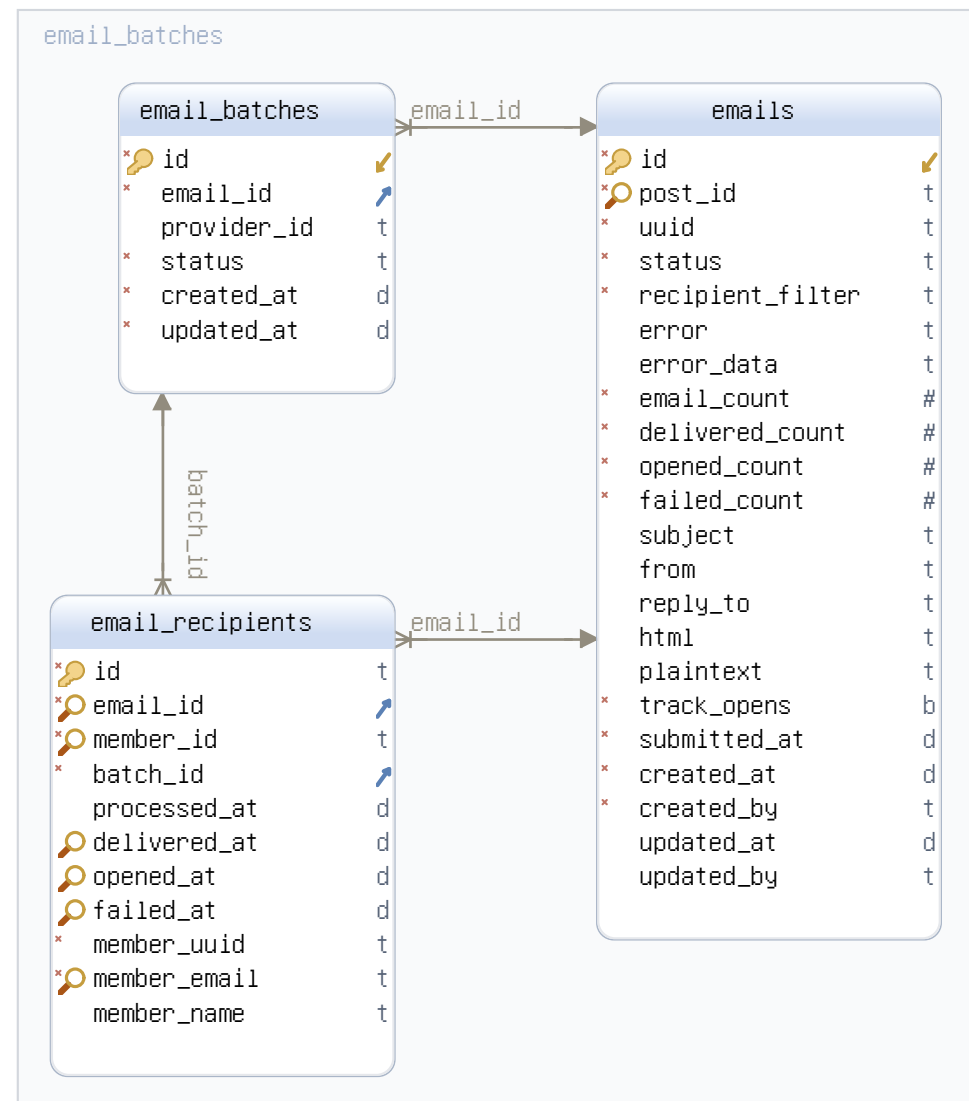 email_batches
email_batches
email_id
emails
id
email_id
provider_id t
status t
created_at d
updated_at d
id
post_id t
uuid t
status t
recipient_filter t
error t
error_data t
email_count #
delivered_count #
opened_count #
failed_count #
subject t
from t
reply_to t
html t
plaintext t
track_opens b
submitted_at d
created_at d
created_by t
updated_at d
updated_by t
batch_id
email_recipients
email_id
id t
email_id
member_id t
batch_id
processed_at d
delivered_at d
opened_at d
failed_at d
member_uuid t
member_email t
member_name t